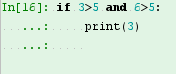 In[16]: if 3>5 and 6>5:
   ...:     print(3)
   ...: